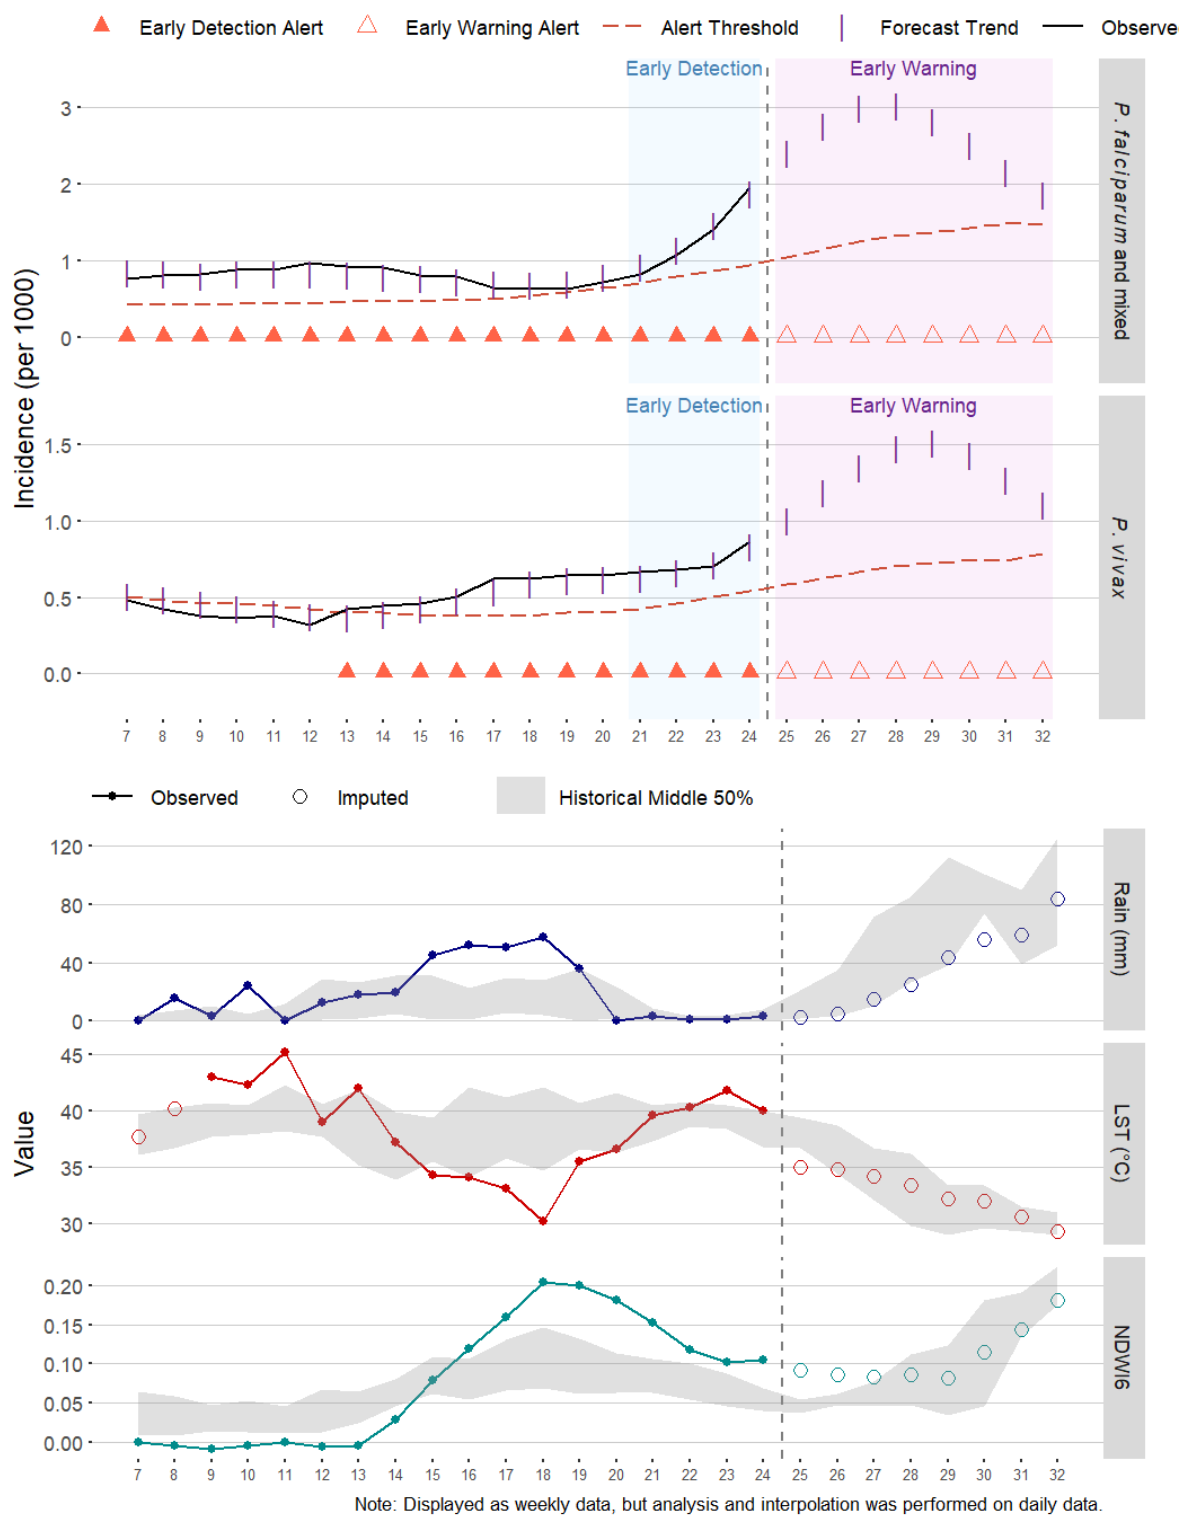 Early Detection Alert Early Warning Alert Alert Threshold Forecast Trend Observe
Early Detection Early Warning
3
2
1
0
P. falciparum and mixed
Early Detection Early Warning
1.5
1.0
0.5
0.0
P. vivax
Incidence (per 1000)
7 8 9 10 11 12 13 14 15 16 17 18 19 20 21 22 23 24 25 26 27 28 29 30 31 32
Observed Imputed Historical Middle 50%
120
80
40
0
Rain (mm)
45
40
35
30
LST (°C)
0.20
0.15
0.10
0.05
0.00
NDWI6
Value
7 8 9 10 11 12 13 14 15 16 17 18 19 20 21 22 23 24 25 26 27 28 29 30 31 32
Note: Displayed as weekly data, but analysis and interpolation was performed on daily data.